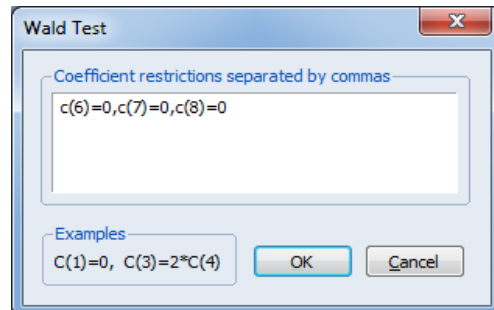 Wald Test
Coefficient restrictions separated by commas
c(6)=0,c(7)=0,c(8)=0
Examples
C(1)=0, C(3)=2*C(4)
OK
Cancel